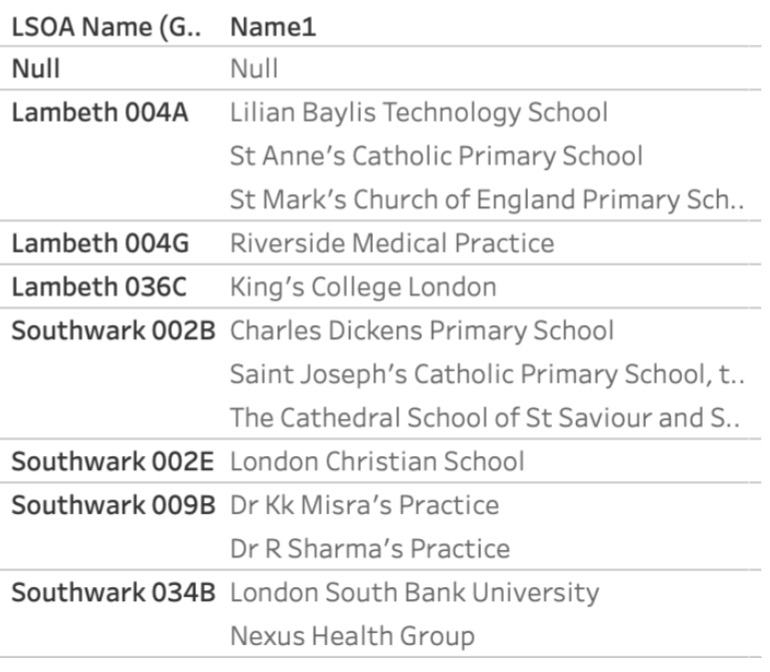 LSOA Name (G.. Name1
Null Null
Lambeth 004A Lilian Baylis Technology School
St Anne’s Catholic Primary School
St Mark’s Church of England Primary Sch..
Lambeth 004G Riverside Medical Practice
Lambeth 036C King’s College London
Southwark 002B Charles Dickens Primary School
Saint Joseph’s Catholic Primary School, t..
The Cathedral School of St Saviour and S..
Southwark 002E London Christian School
Southwark 009B Dr Kk Misra’s Practice
Dr R Sharma’s Practice
Southwark 034B London South Bank University
Nexus Health Group